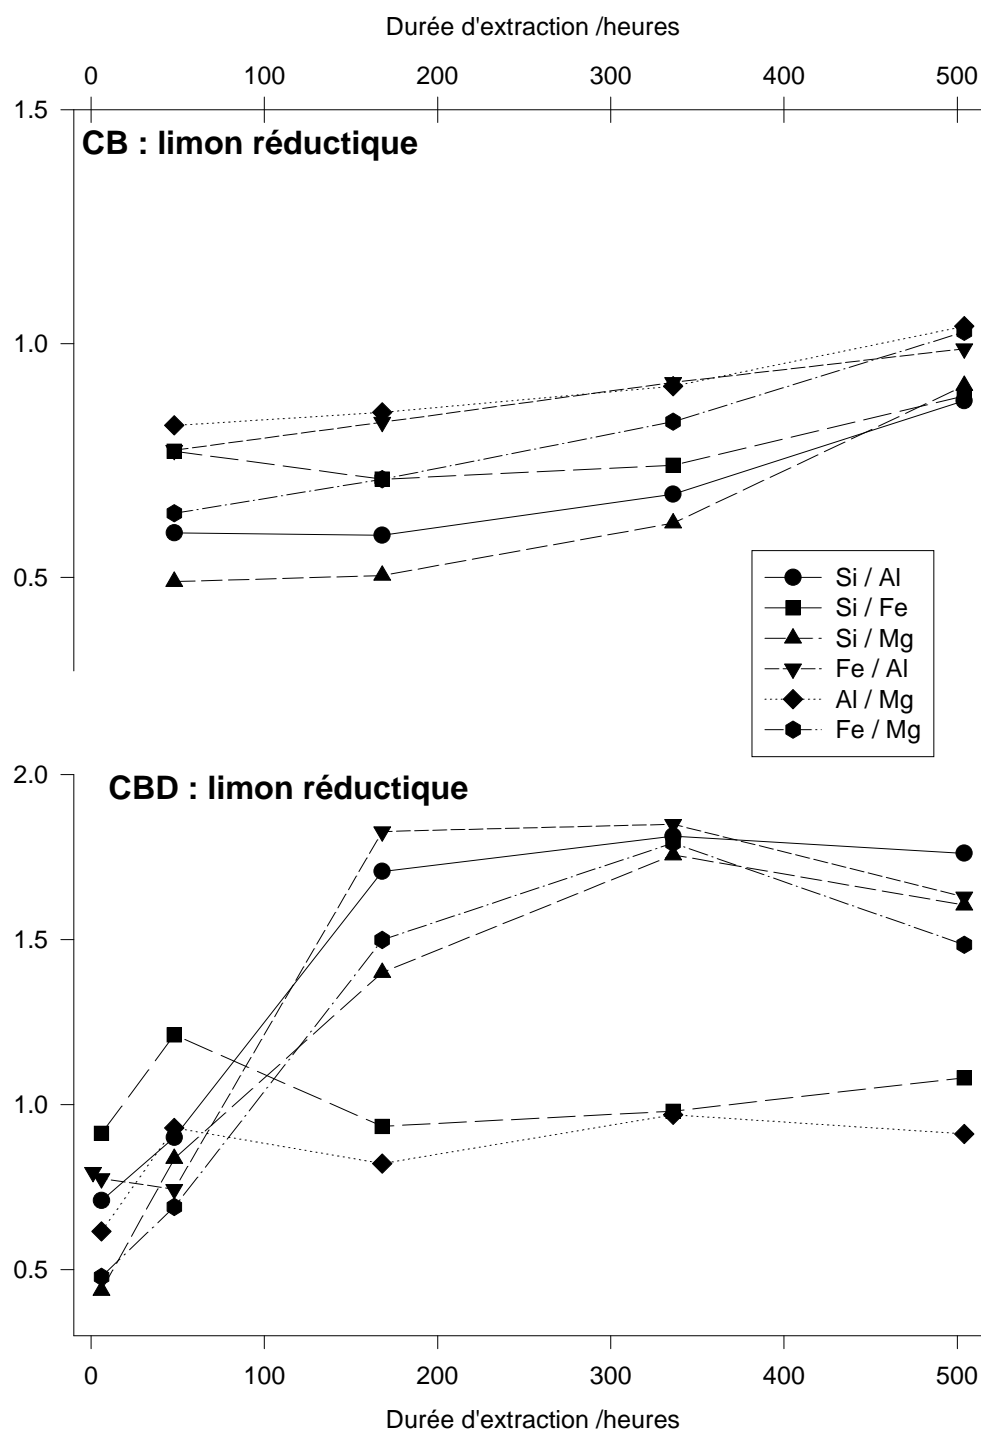 Durée d'extraction /heures
0 100 200 300 400 500
1.5
CB : limon réductique
1.0
0.5
Si / Al
Si / Fe
Si / Mg
Fe / Al
Al / Mg
Fe / Mg
2.0
CBD : limon réductique
1.5
1.0
0.5
0 100 200 300 400 500
Durée d'extraction /heures